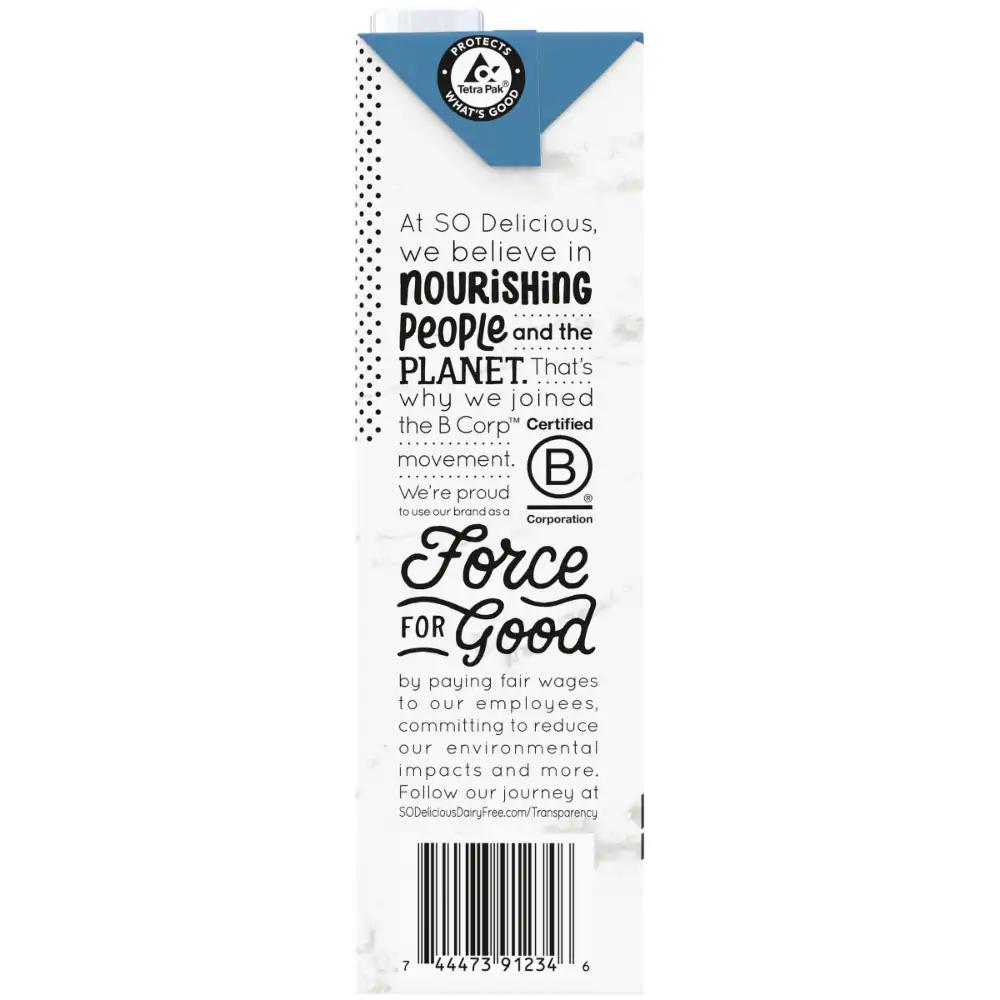 PROTECTS
Tetra Pak®
WHAT'S GOOD
At SO Delicious,
we believe in
NOURiSHiNG
PEOPLE and the
PLANET. That's
why we joined
the B Corp™
movement.
We're proud
to use our brand as a
Certified
B
®
Corporation
Force
FOR Good
by paying fair wages
to our employees,
committing to reduce
our environmental
impacts and more.
Follow our journey at
SODeliciousDairyFree.com/Transparency
7 44473 91234 6